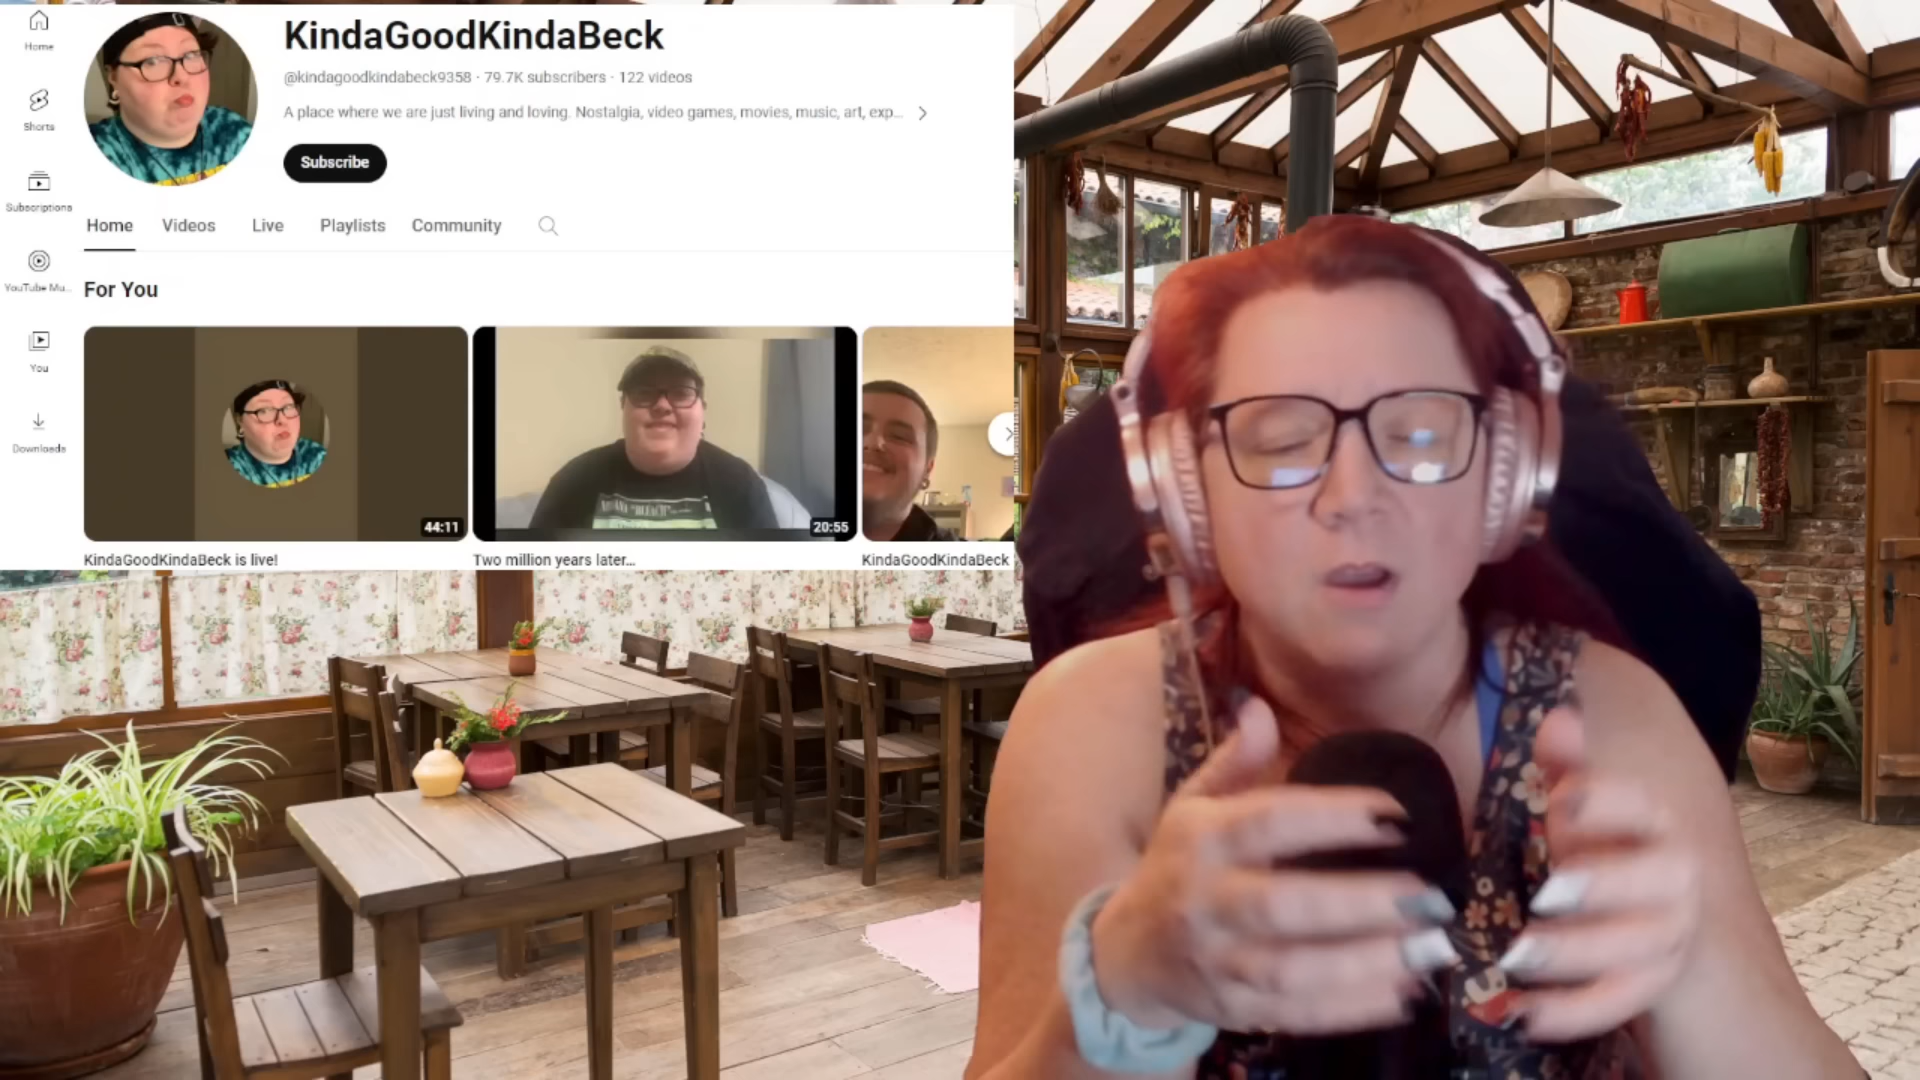 KindaGoodKindaBeck
@kindagoodkindabeck9358 · 79.7K subscribers · 122 videos
A place where we are just living and loving. Nostalgia, video games, movies, music, art, exp...
Subscribe
Home
Shorts
Subscriptions
YouTube Mu...
You
Downloads
Home Videos Live Playlists Community
For You
44:11
20:55
KindaGoodKindaBeck is live!
Two million years later...
KindaGoodKindaBeck